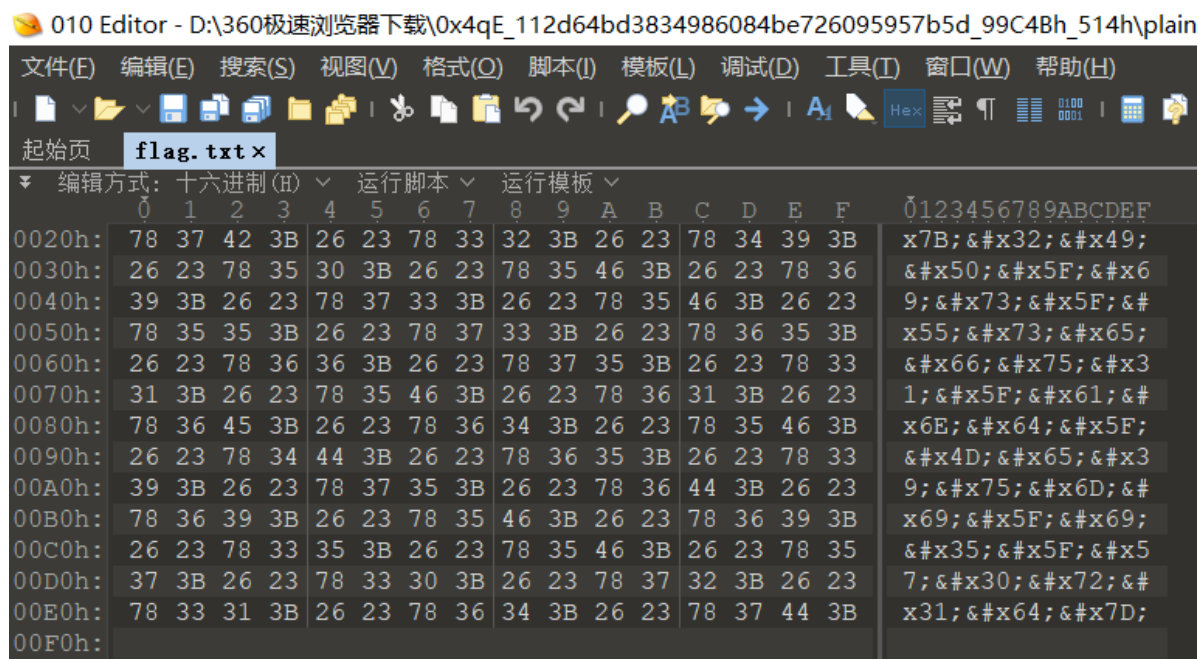 010 Editor - D:\360极速浏览器下载\0x4qE_112d64bd3834986084be726095957b5d_99C4Bh_514h\plain
文件(F) 编辑(E) 搜索(S) 视图(V) 格式(O) 脚本(I) 模板(L) 调试(D) 工具(T) 窗口(W) 帮助(H)
Hex
起始页 flag.txt×
编辑方式: 十六进制(H) 运行脚本 运行模板
0 1 2 3 4 5 6 7 8 9 A B C D E F 0123456789ABCDEF
0020h: 78 37 42 3B 26 23 78 33 32 3B 26 23 78 34 39 3B x7B;&#x32;&#x49;
0030h: 26 23 78 35 30 3B 26 23 78 35 46 3B 26 23 78 36 &#x50;&#x5F;&#x6
0040h: 39 3B 26 23 78 37 33 3B 26 23 78 35 46 3B 26 23 9;&#x73;&#x5F;&#
0050h: 78 35 35 3B 26 23 78 37 33 3B 26 23 78 36 35 3B x55;&#x73;&#x65;
0060h: 26 23 78 36 36 3B 26 23 78 37 35 3B 26 23 78 33 &#x66;&#x75;&#x3
0070h: 31 3B 26 23 78 35 46 3B 26 23 78 36 31 3B 26 23 1;&#x5F;&#x61;&#
0080h: 78 36 45 3B 26 23 78 36 34 3B 26 23 78 35 46 3B x6E;&#x64;&#x5F;
0090h: 26 23 78 34 44 3B 26 23 78 36 35 3B 26 23 78 33 &#x4D;&#x65;&#x3
00A0h: 39 3B 26 23 78 37 35 3B 26 23 78 36 44 3B 26 23 9;&#x75;&#x6D;&#
00B0h: 78 36 39 3B 26 23 78 35 46 3B 26 23 78 36 39 3B x69;&#x5F;&#x69;
00C0h: 26 23 78 33 35 3B 26 23 78 35 46 3B 26 23 78 35 &#x35;&#x5F;&#x5
00D0h: 37 3B 26 23 78 33 30 3B 26 23 78 37 32 3B 26 23 7;&#x30;&#x72;&#
00E0h: 78 33 31 3B 26 23 78 36 34 3B 26 23 78 37 44 3B x31;&#x64;&#x7D;
00F0h: